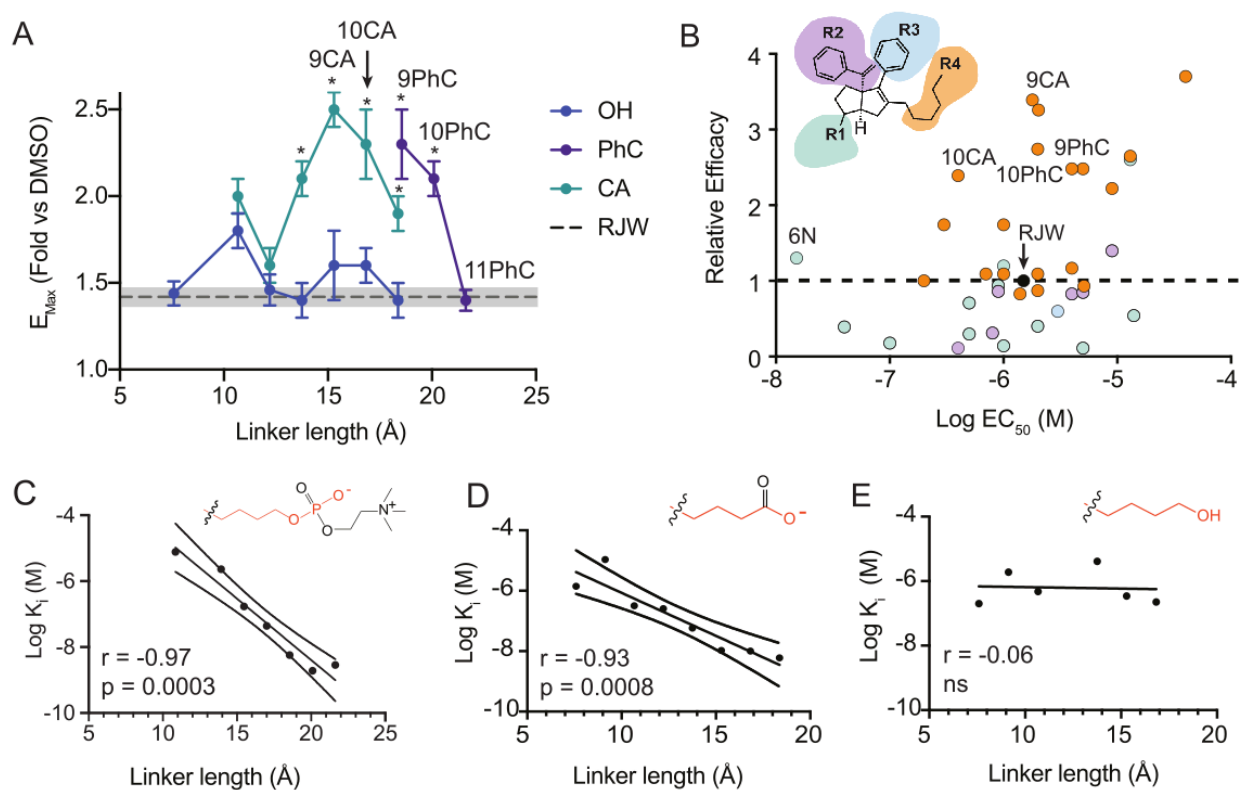 A
10CA
9CA
9PhC
10PhC
11PhC
* * * * *
2.5
2.0
1.5
1.0
E_Max (Fold vs DMSO)
5 10 15 20 25
Linker length (Å)
OH
PhC
CA
RJW
B
R2
R3
R4
R1
H
4
3
2
1
0
Relative Efficacy
9CA
10CA
9PhC
10PhC
RJW
6N
-8 -7 -6 -5 -4
Log EC₅₀ (M)
C
O
O⁻
P
O
O
N⁺
-4
-6
-8
-10
Log Kᵢ (M)
r = -0.97
p = 0.0003
5 10 15 20 25
Linker length (Å)
D
O
O⁻
-4
-6
-8
-10
Log Kᵢ (M)
r = -0.93
p = 0.0008
5 10 15 20
Linker length (Å)
E
OH
-4
-6
-8
-10
Log Kᵢ (M)
r = -0.06
ns
5 10 15 20
Linker length (Å)